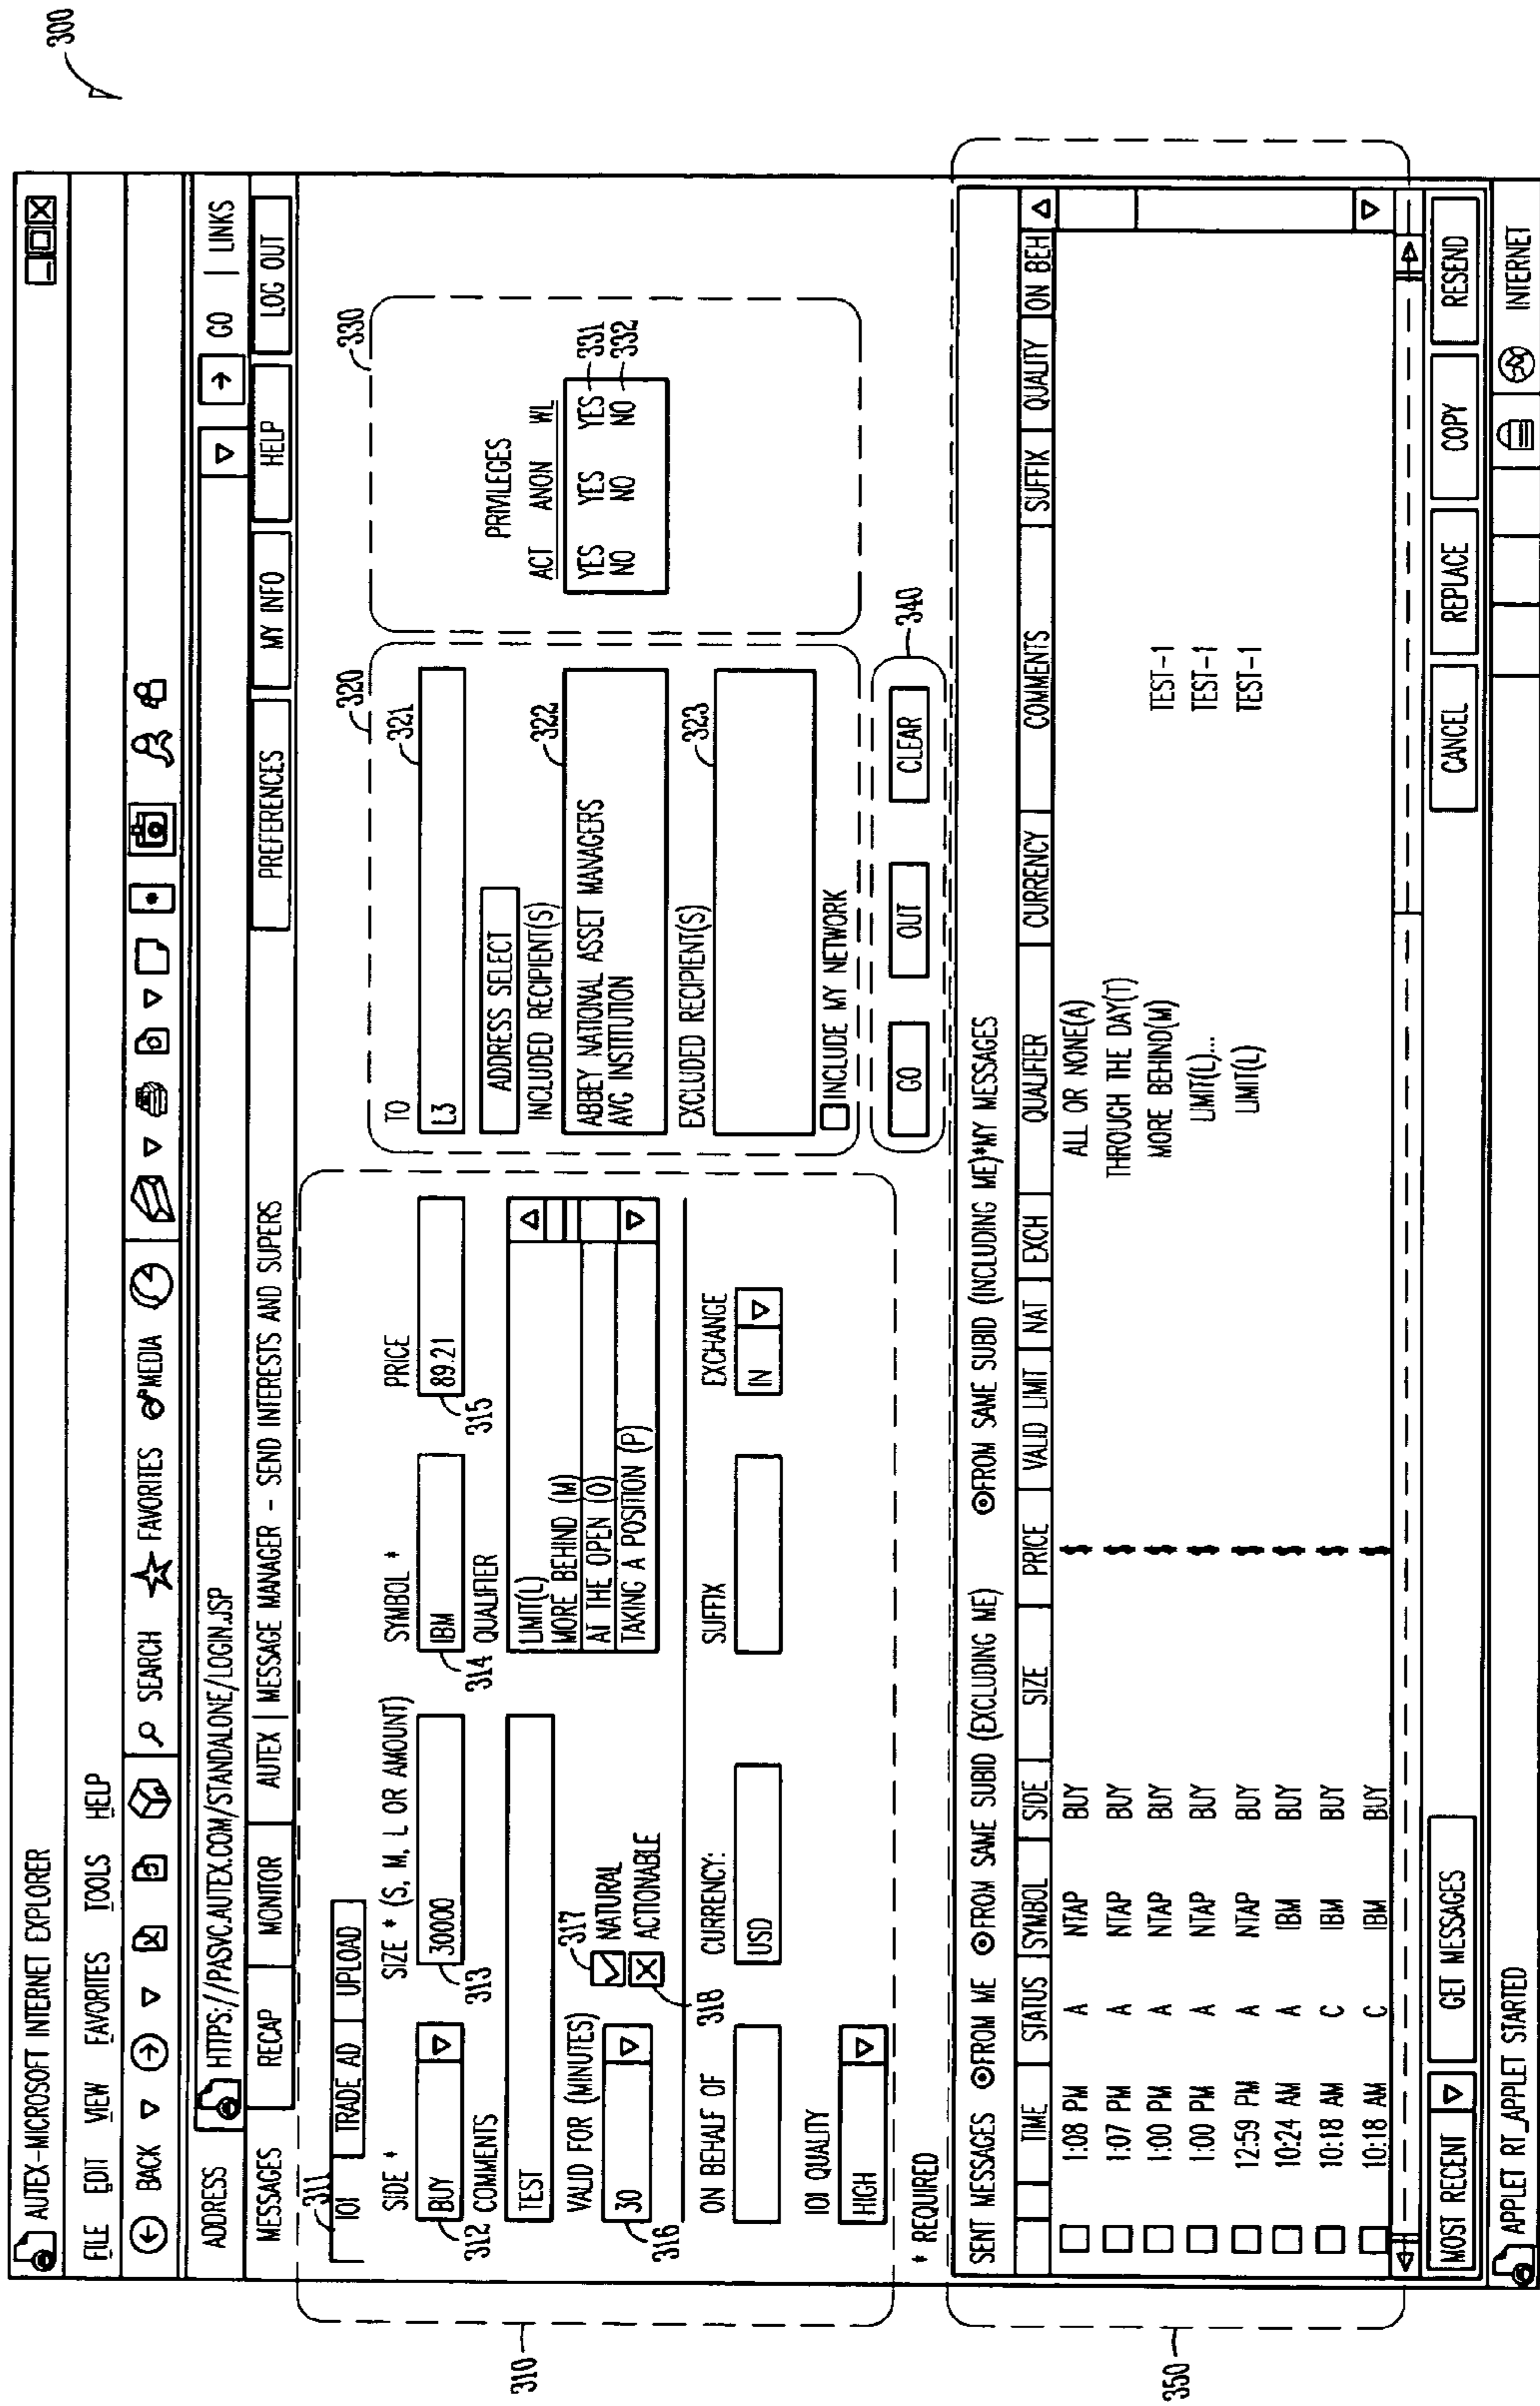 300
AUTEX-MICROSOFT INTERNET EXPLORER
FILE EDIT VIEW FAVORITES TOOLS HELP
BACK SEARCH FAVORITES MEDIA
ADDRESS HTTPS://PASVC.AUTEX.COM/STANDALONE/LOGIN.JSP GO LINKS
MESSAGES RECAP MONITOR AUTEX | MESSAGE MANAGER - SEND INTERESTS AND SUPERS PREFERENCES MY INFO HELP LOG OUT
310
311
IOI TRADE AD UPLOAD
SIDE * SIZE * (S, M, L OR AMOUNT) SYMBOL * PRICE
BUY 30000 IBM 89.21
312 313 314 315
COMMENTS QUALIFIER
TEST
LIMIT(L)
MORE BEHIND (M)
AT THE OPEN (O)
TAKING A POSITION (P)
VALID FOR (MINUTES) 317
30 NATURAL
ACTIONABLE
316 318
ON BEHALF OF CURRENCY: SUFFIX EXCHANGE
USD IN
IOI QUALITY
HIGH
* REQUIRED
320
TO 321
L3
ADDRESS SELECT
INCLUDED RECIPIENT(S) 322
ABBEY NATIONAL ASSET MANAGERS
AVG INSTITUTION
EXCLUDED RECIPIENT(S) 323
INCLUDE MY NETWORK
330
PRIVILEGES
ACT ANON WL
YES YES YES 331
NO NO NO 332
340
GO OUT CLEAR
350
SENT MESSAGES FROM ME FROM SAME SUBID (EXCLUDING ME) FROM SAME SUBID (INCLUDING ME)*MY MESSAGES
TIME STATUS SYMBOL SIDE SIZE PRICE VALID LIMIT NAT EXCH QUALIFIER CURRENCY COMMENTS SUFFIX QUALITY ON BEH
1:08 PM A NTAP BUY ALL OR NONE(A)
1:07 PM A NTAP BUY THROUGH THE DAY(T)
1:00 PM A NTAP BUY MORE BEHIND(M) TEST-1
1:00 PM A NTAP BUY LIMIT(L)... TEST-1
12:59 PM A NTAP BUY LIMIT(L) TEST-1
10:24 AM A IBM BUY
10:18 AM C IBM BUY
10:18 AM C IBM BUY
MOST RECENT GET MESSAGES CANCEL REPLACE COPY RESEND
APPLET RT_APPLET STARTED INTERNET